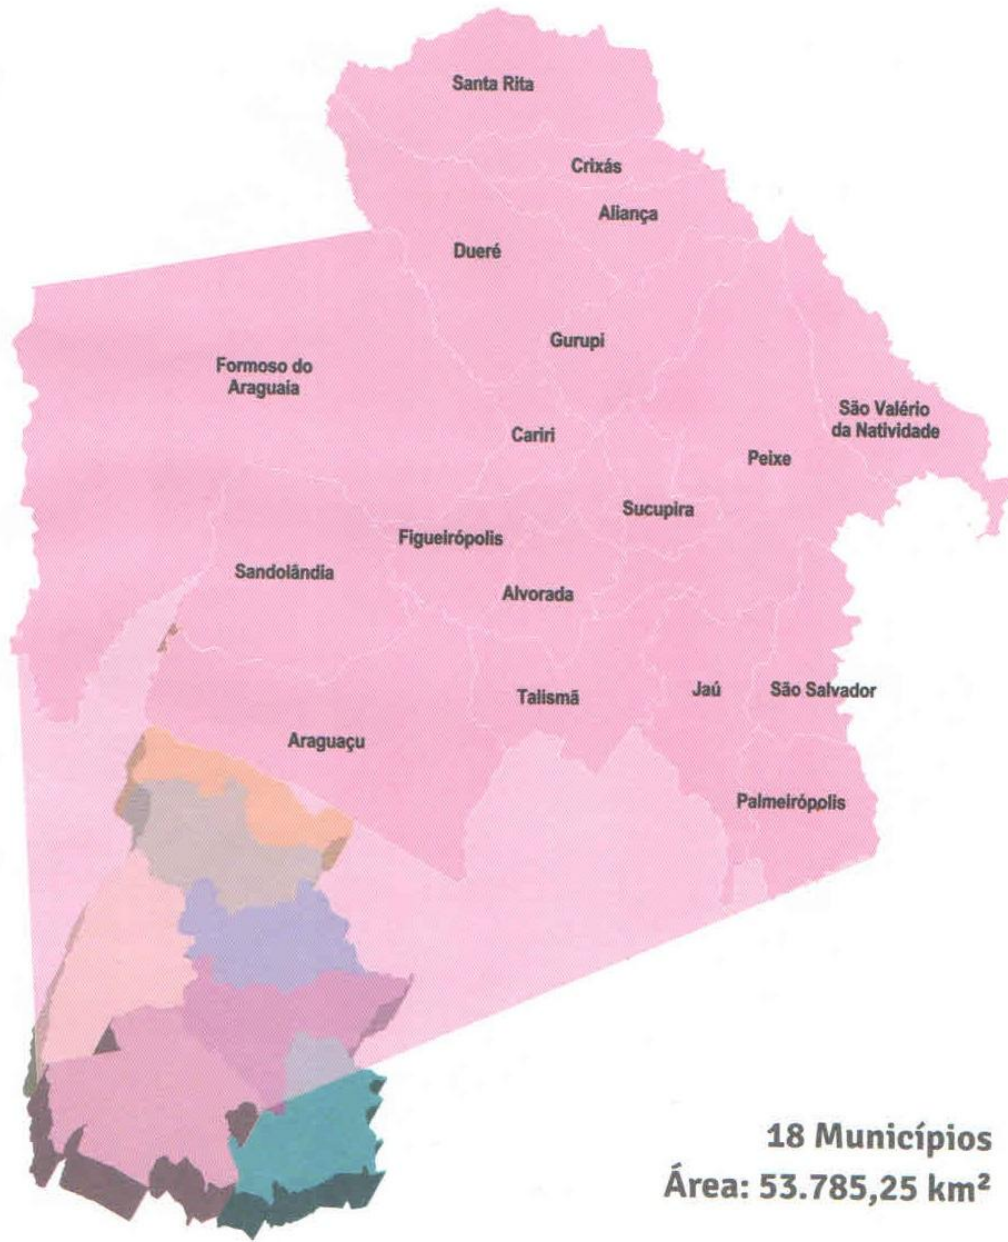 Santa Rita
Crixás
Aliança
Dueré
Gurupi
Formoso do
Araguaia
São Valério
da Natividade
Cariri
Peixe
Sucupira
Figueirópolis
Sandolândia
Alvorada
Talismã
Jaú
São Salvador
Araguaçu
Palmeirópolis
18 Municípios
Área: 53.785,25 km²